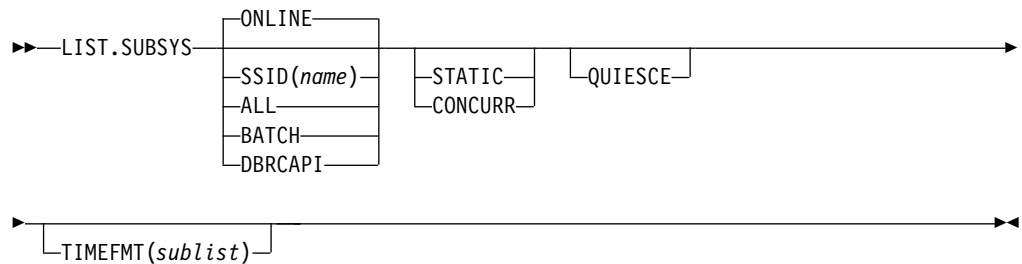 ONLINE
LIST.SUBSYS
SSID(name) STATIC QUIESCE
ALL CONCURR
BATCH
DBRCAPI
TIMEFMT(sublist)